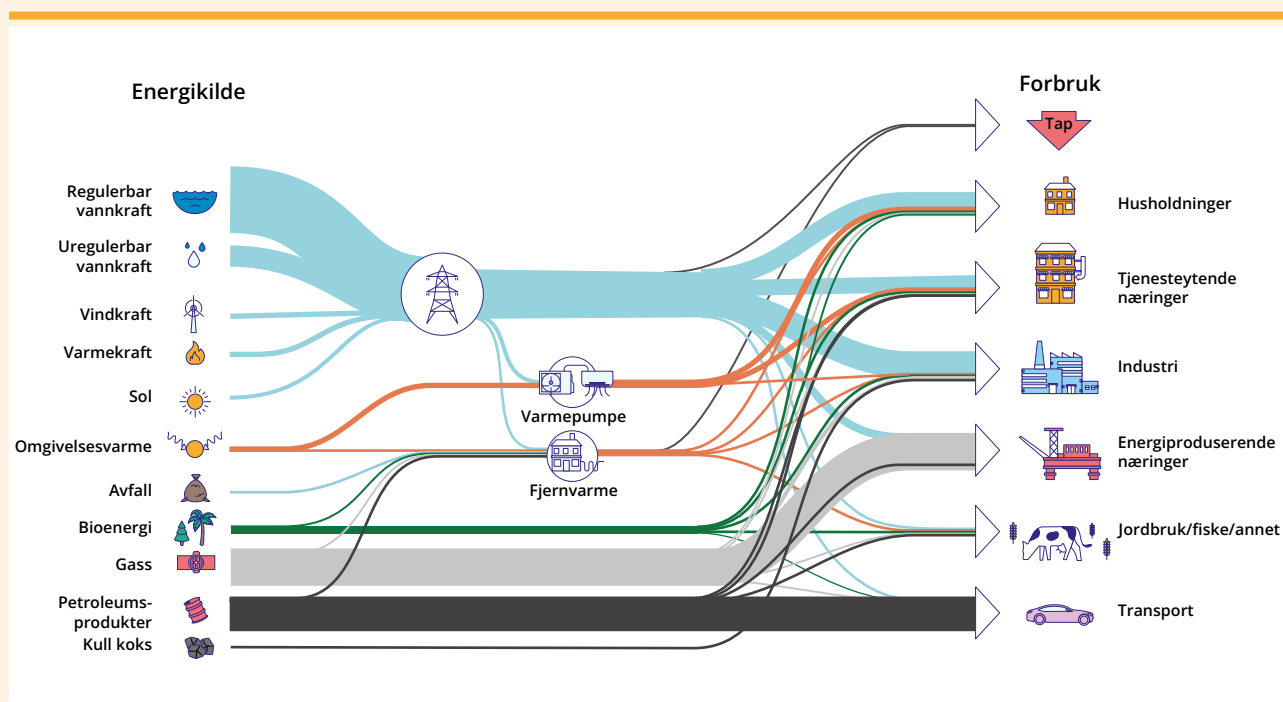 Energikilde
Regulerbar
vannkraft
Uregulerbar
vannkraft
Vindkraft
Varmekraft
Sol
Omgivelsesvarme
Avfall
Bioenergi
Gass
Petroleums-
produkter
Kull koks
Varmepumpe
Fjernvarme
Forbruk
Tap
Husholdninger
Tjenesteytende
næringer
Industri
Energiproduserende
næringer
Jordbruk/fiske/annet
Transport